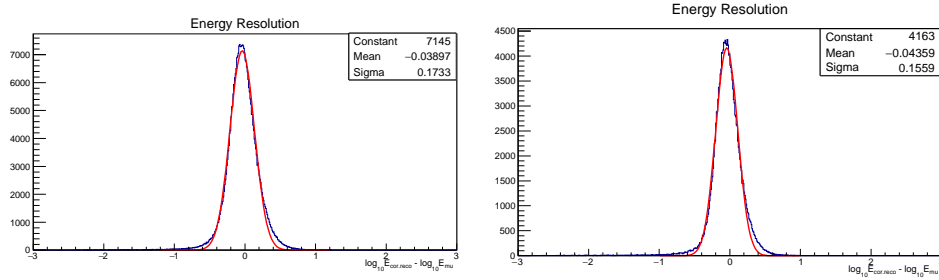 Energy Resolution
Constant 7145
Mean −0.03897
Sigma 0.1733
7000
6000
5000
4000
3000
2000
1000
0
−3 −2 −1 0 1 2 3
log10Ecor.reco - log10Emu
Energy Resolution
Constant 4163
Mean −0.04359
Sigma 0.1559
4500
4000
3500
3000
2500
2000
1500
1000
500
0
−3 −2 −1 0 1 2 3
log10Ecor.reco - log10Emu